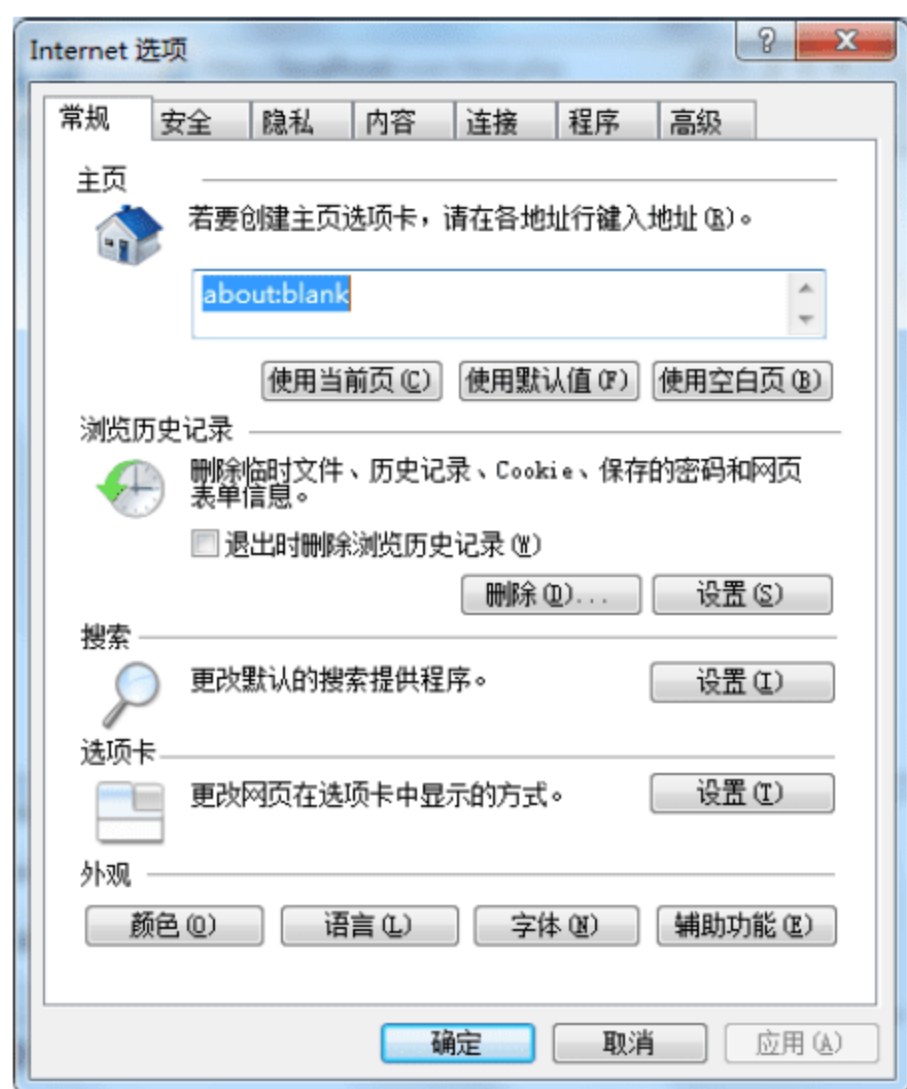 Internet 选项
?
常规 安全 隐私 内容 连接 程序 高级
主页
若要创建主页选项卡，请在各地址行键入地址(R)。
about:blank
使用当前页(C) 使用默认值(F) 使用空白页(B)
浏览历史记录
删除临时文件、历史记录、Cookie、保存的密码和网页
表单信息。
退出时删除浏览历史记录(W)
删除(D)... 设置(S)
搜索
更改默认的搜索提供程序。 设置(I)
选项卡
更改网页在选项卡中显示的方式。 设置(T)
外观
颜色(O) 语言(L) 字体(N) 辅助功能(E)
确定 取消 应用(A)